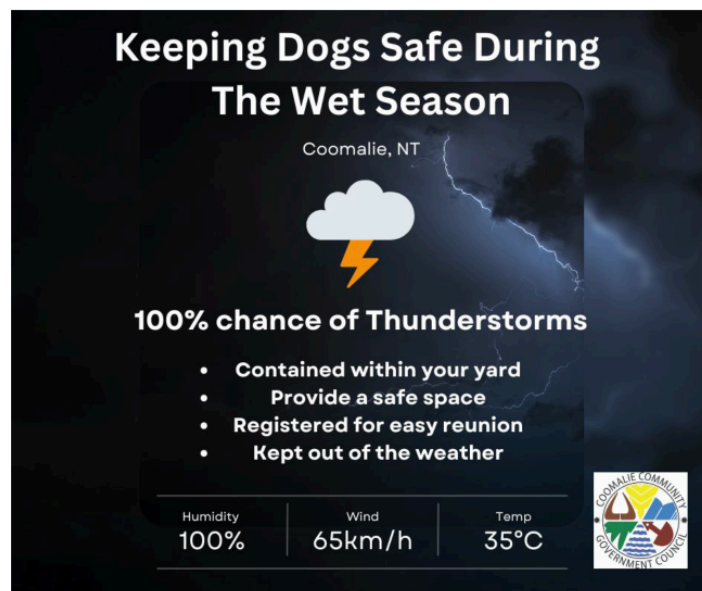 Keeping Dogs Safe During
The Wet Season
Coomalie, NT
100% chance of Thunderstorms
• Contained within your yard
• Provide a safe space
• Registered for easy reunion
• Kept out of the weather
Humidity Wind Temp
100% 65km/h 35°C
COOMALIE COMMUNITY
GOVERNMENT COUNCIL